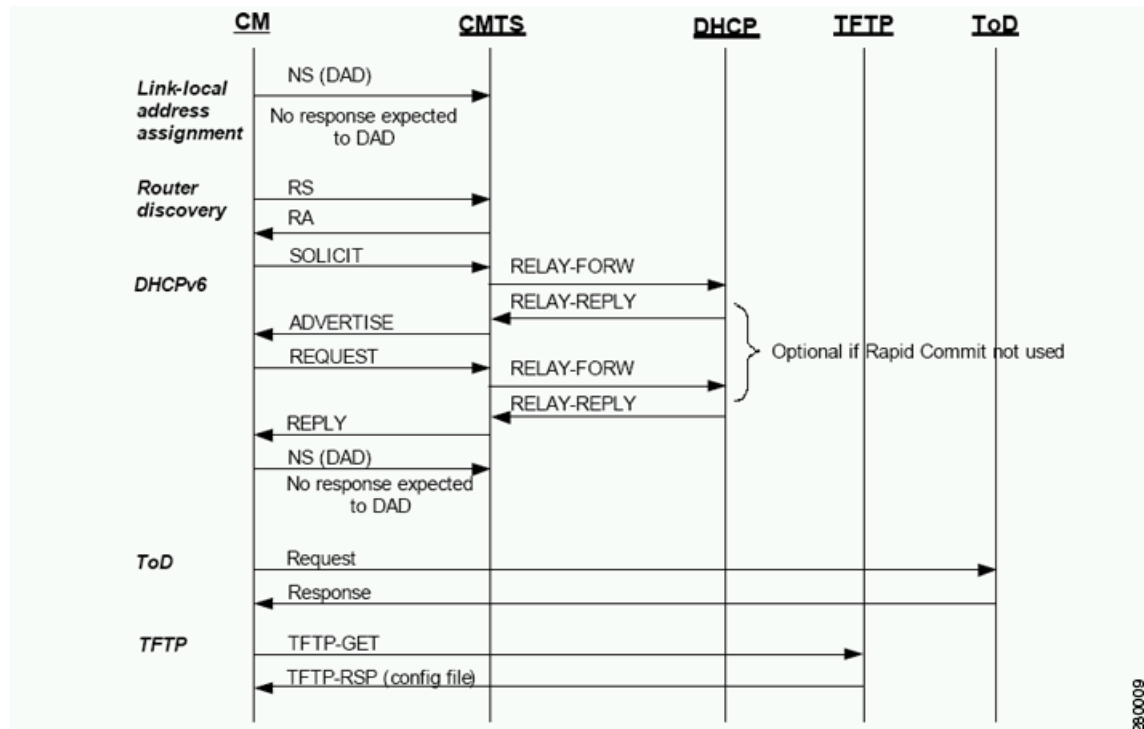 CM CMTS DHCP TFTP ToD
Link-local
address
assignment
NS (DAD)
No response expected
to DAD
Router
discovery
RS
RA
SOLICIT
DHCPv6
RELAY-FORW
RELAY-REPLY
ADVERTISE
REQUEST
Optional if Rapid Commit not used
RELAY-FORW
RELAY-REPLY
REPLY
NS (DAD)
No response expected
to DAD
ToD
Request
Response
TFTP
TFTP-GET
TFTP-RSP (config file)
280009